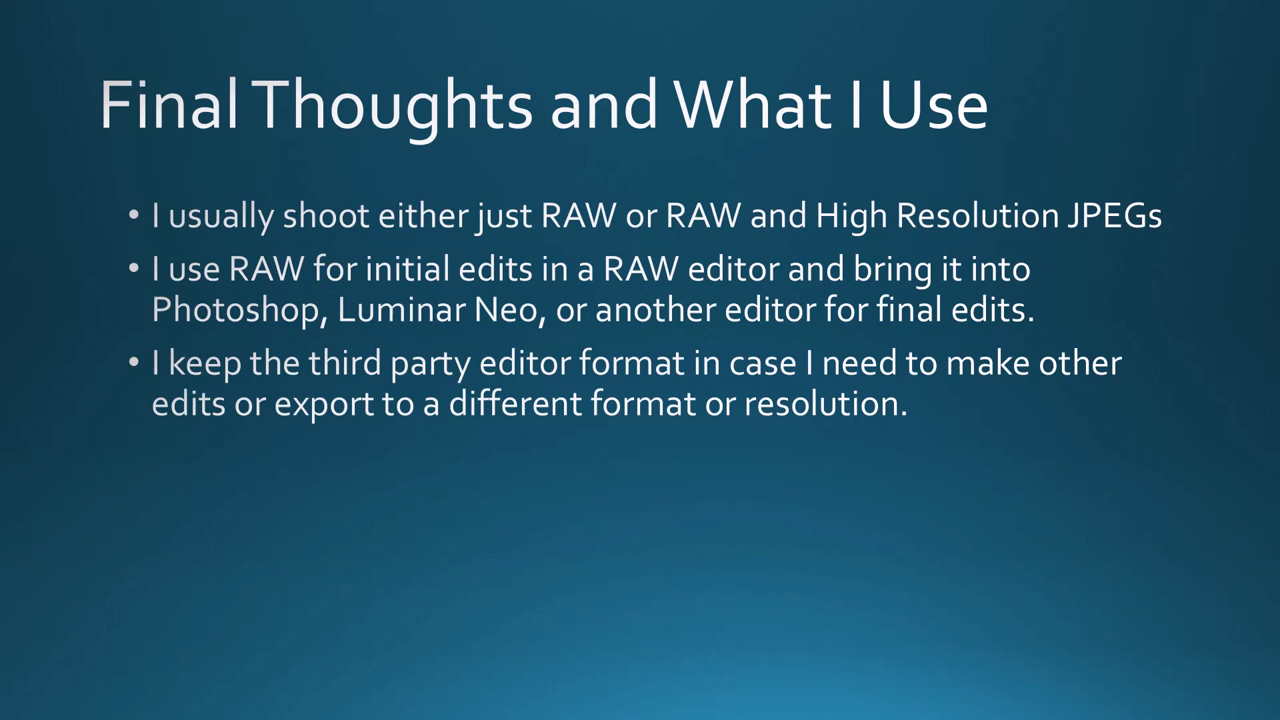 Final Thoughts and What I Use
• I usually shoot either just RAW or RAW and High Resolution JPEGs
• I use RAW for initial edits in a RAW editor and bring it into
Photoshop, Luminar Neo, or another editor for final edits.
• I keep the third party editor format in case I need to make other
edits or export to a different format or resolution.